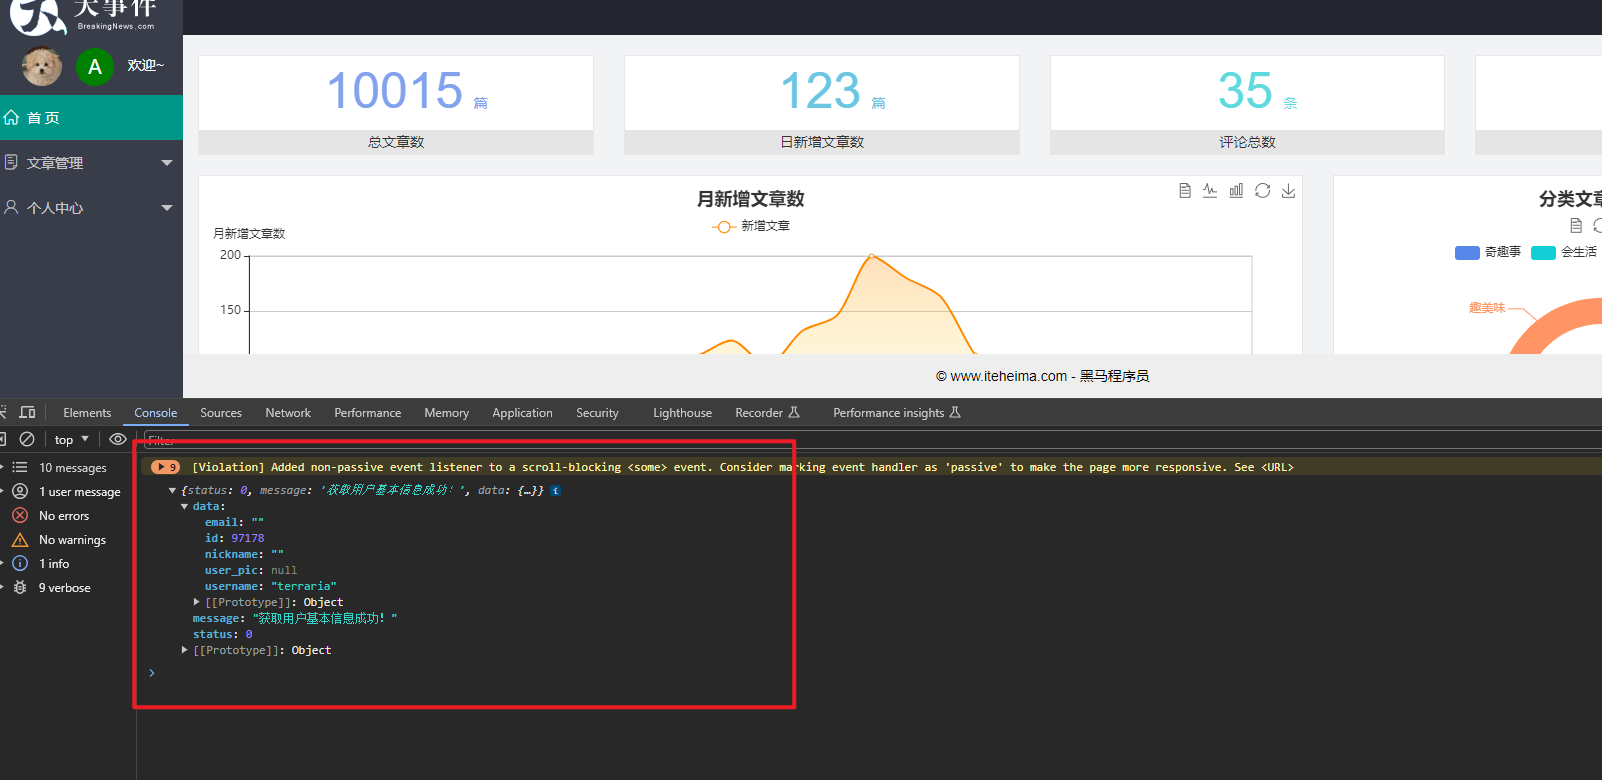 大事件
BreakingNews.com
A
欢迎~
首页
文章管理
个人中心
10015 篇
总文章数
123 篇
日新增文章数
35 条
评论总数
月新增文章数
新增文章
月新增文章数
200
150
分类文章
奇趣事
会生活
趣美味
© www.iteheima.com - 黑马程序员
Elements Console Sources Network Performance Memory Application Security Lighthouse Recorder Performance insights
top
Filter
10 messages
1 user message
No errors
No warnings
1 info
9 verbose
9 [Violation] Added non-passive event listener to a scroll-blocking <some> event. Consider marking event handler as 'passive' to make the page more responsive. See <URL>
{status: 0, message: '获取用户基本信息成功！', data: {…}} i
data:
email: ""
id: 97178
nickname: ""
user_pic: null
username: "terraria"
[[Prototype]]: Object
message: "获取用户基本信息成功！"
status: 0
[[Prototype]]: Object